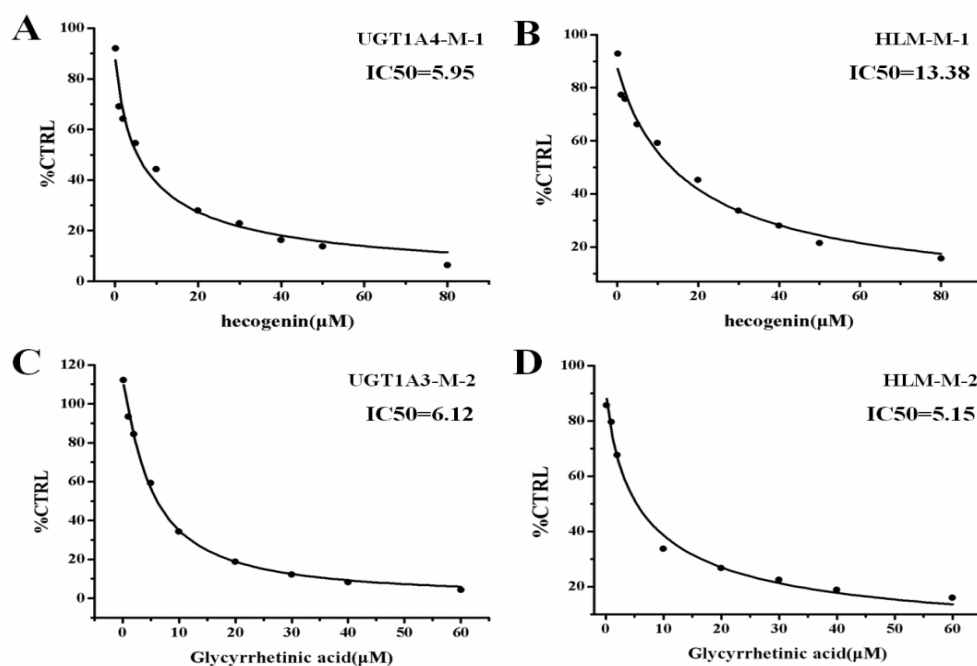 A
UGT1A4-M-1
IC50=5.95
100
80
60
40
20
0
%CTRL
0 20 40 60 80
hecogenin(μM)
B
HLM-M-1
IC50=13.38
100
80
60
40
20
%CTRL
0 20 40 60 80
hecogenin(μM)
C
UGT1A3-M-2
IC50=6.12
120
100
80
60
40
20
0
%CTRL
0 10 20 30 40 50 60
Glycyrrhetinic acid(μM)
D
HLM-M-2
IC50=5.15
100
80
60
40
20
%CTRL
0 10 20 30 40 50 60
Glycyrrhetinic acid(μM)